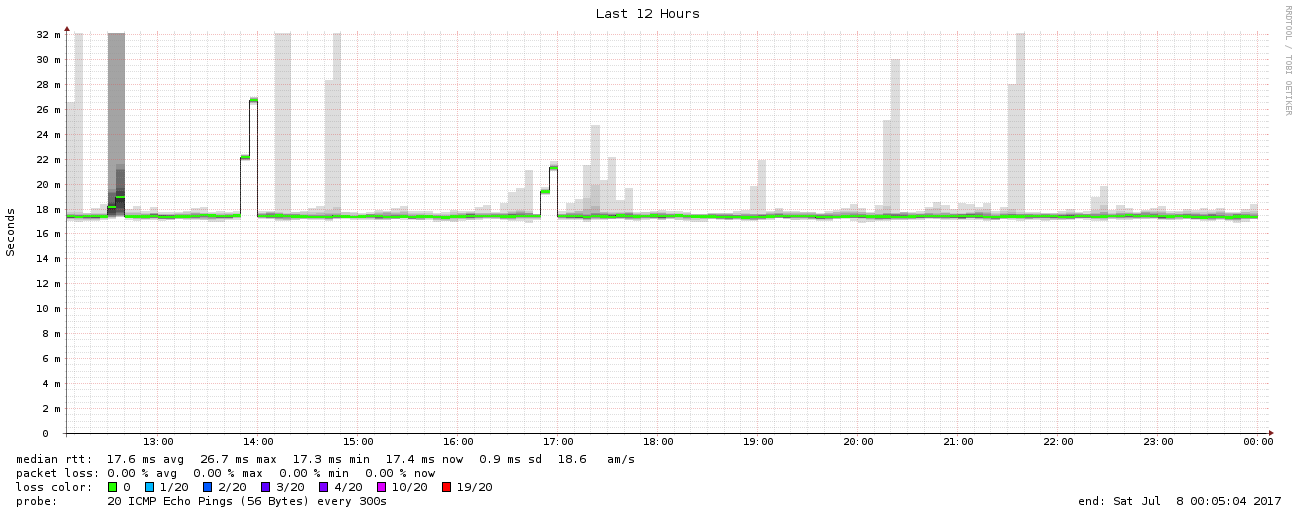 Last 12 Hours
RRDTOOL / TOBI OETIKER
Seconds
32 m
30 m
28 m
26 m
24 m
22 m
20 m
18 m
16 m
14 m
12 m
10 m
8 m
6 m
4 m
2 m
0
13:00 14:00 15:00 16:00 17:00 18:00 19:00 20:00 21:00 22:00 23:00 00:00
median rtt: 17.6 ms avg 26.7 ms max 17.3 ms min 17.4 ms now 0.9 ms sd 18.6 am/s
packet loss: 0.00 % avg 0.00 % max 0.00 % min 0.00 % now
loss color: 0 1/20 2/20 3/20 4/20 10/20 19/20
probe: 20 ICMP Echo Pings (56 Bytes) every 300s end: Sat Jul 8 00:05:04 2017